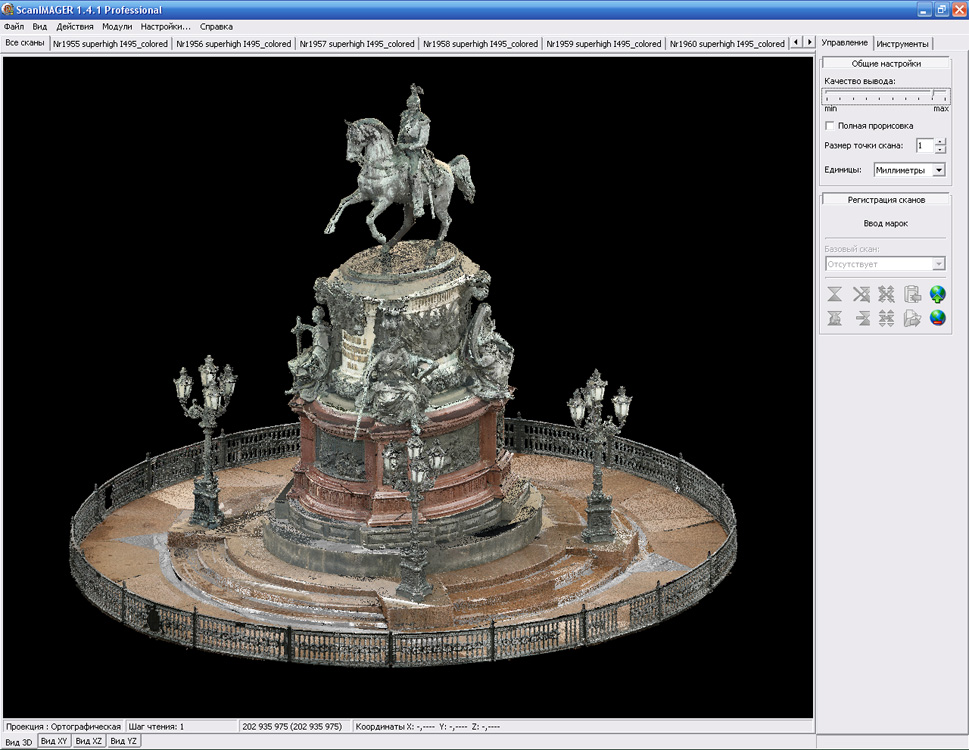 ScanIMAGER 1.4.1 Professional
Файл Вид Действия Модули Настройки... Справка
Все сканы Nr1955 superhigh I495_colored Nr1956 superhigh I495_colored Nr1957 superhigh I495_colored Nr1958 superhigh I495_colored Nr1959 superhigh I495_colored Nr1960 superhigh I495_colored
Управление Инструменты
Общие настройки
Качество вывода:
min max
Полная прорисовка
Размер точки скана: 1
Единицы: Миллиметры
Регистрация сканов
Ввод марок
Базовый скан:
Отсутствует
Проекция : Ортографическая Шаг чтения: 1 202 935 975 (202 935 975) Координаты X: -,---- Y: -,---- Z: -,----
Вид 3D Вид XY Вид XZ Вид YZ